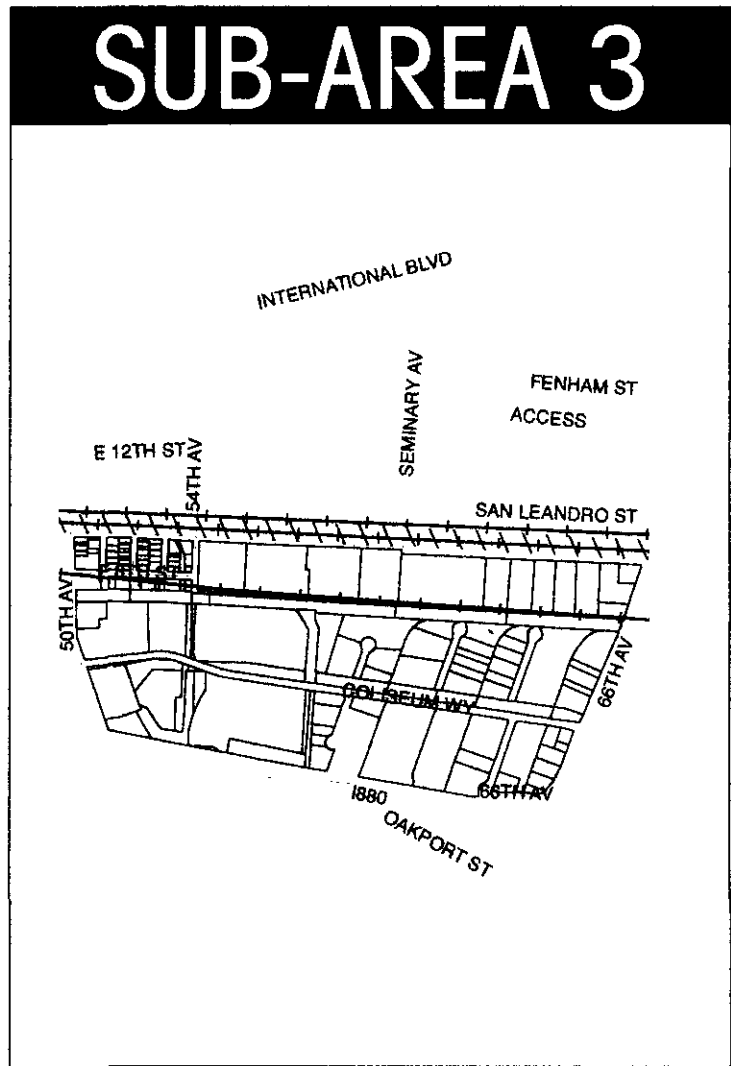 SUB-AREA 3
INTERNATIONAL BLVD
SEMINARY AV
FENHAM ST
ACCESS
E 12TH ST
54TH AV
SAN LEANDRO ST
ST
50TH AV
66TH AV
COLISEUM WY
I880
66TH AV
OAKPORT ST